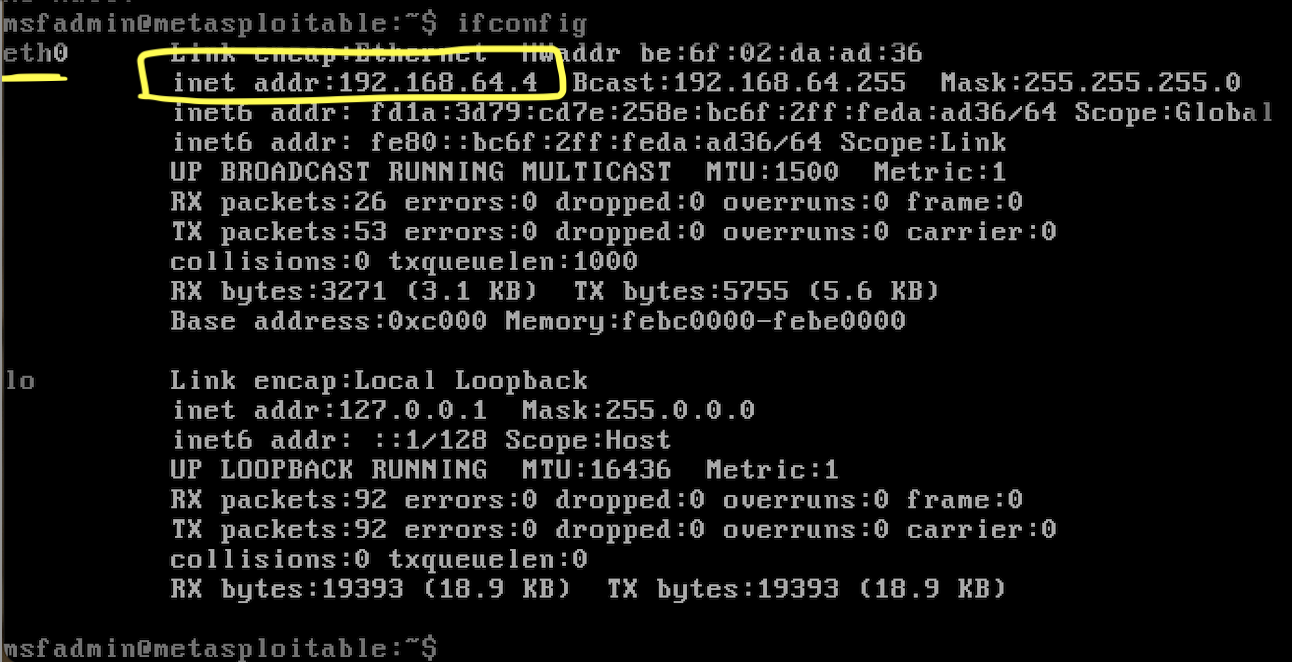 msfadmin@metasploitable:~$ ifconfig
eth0 Link encap:Ethernet HWaddr be:6f:02:da:ad:36
inet addr:192.168.64.4 Bcast:192.168.64.255 Mask:255.255.255.0
inet6 addr: fd1a:3d79:cd7e:258e:bc6f:2ff:feda:ad36/64 Scope:Global
inet6 addr: fe80::bc6f:2ff:feda:ad36/64 Scope:Link
UP BROADCAST RUNNING MULTICAST MTU:1500 Metric:1
RX packets:26 errors:0 dropped:0 overruns:0 frame:0
TX packets:53 errors:0 dropped:0 overruns:0 carrier:0
collisions:0 txqueuelen:1000
RX bytes:3271 (3.1 KB) TX bytes:5755 (5.6 KB)
Base address:0xc000 Memory:febc0000-febe0000
lo Link encap:Local Loopback
inet addr:127.0.0.1 Mask:255.0.0.0
inet6 addr: ::1/128 Scope:Host
UP LOOPBACK RUNNING MTU:16436 Metric:1
RX packets:92 errors:0 dropped:0 overruns:0 frame:0
TX packets:92 errors:0 dropped:0 overruns:0 carrier:0
collisions:0 txqueuelen:0
RX bytes:19393 (18.9 KB) TX bytes:19393 (18.9 KB)
msfadmin@metasploitable:~$